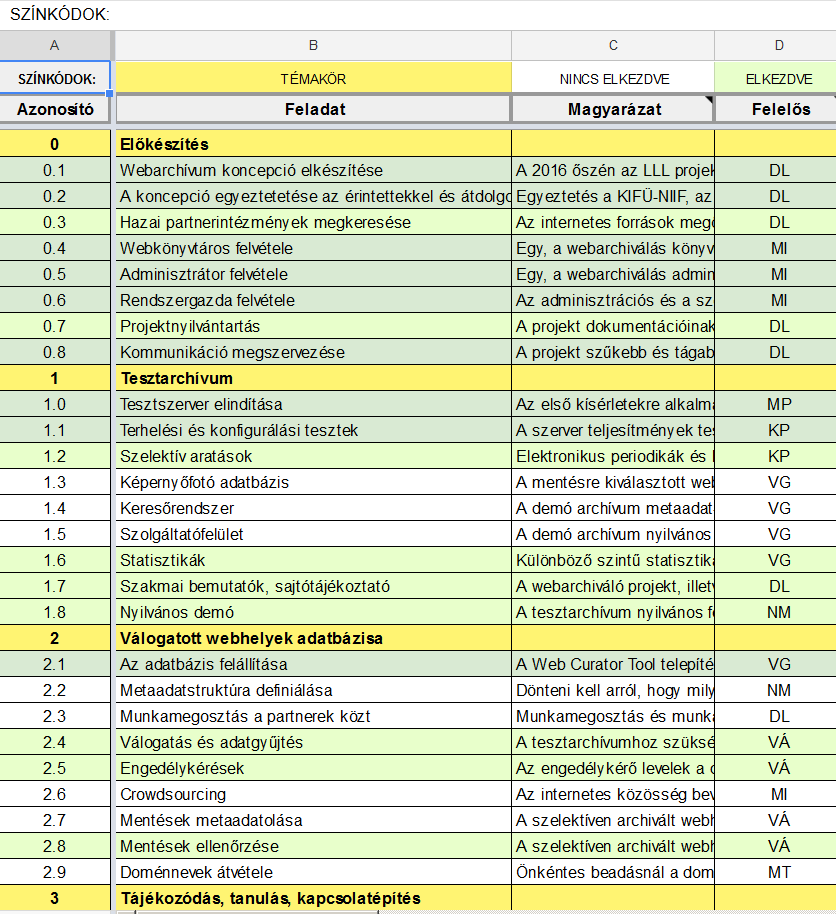 SZÍNKÓDOK:
A B C D
SZÍNKÓDOK: TÉMAKÖR NINCS ELKEZDVE ELKEZDVE
Azonosító Feladat Magyarázat Felelős
0 Előkészítés
0.1 Webarchívum koncepció elkészítése A 2016 őszén az LLL projek DL
0.2 A koncepció egyeztetetése az érintettekkel és átdolgo Egyeztetés a KIFÜ-NIIF, az DL
0.3 Hazai partnerintézmények megkeresése Az internetes források mego DL
0.4 Webkönyvtáros felvétele Egy, a webarchiválás könyv MI
0.5 Adminisztrátor felvétele Egy, a webarchiválás admin MI
0.6 Rendszergazda felvétele Az adminisztrációs és a sz MI
0.7 Projektnyilvántartás A projekt dokumentációinak DL
0.8 Kommunikáció megszervezése A projekt szűkebb és tágab DL
1 Tesztarchívum
1.0 Tesztszerver elindítása Az első kísérletekre alkalma MP
1.1 Terhelési és konfigurálási tesztek A szerver teljesítmények tes KP
1.2 Szelektív aratások Elektronikus periodikák és KP
1.3 Képernyőfotó adatbázis A mentésre kiválasztott web VG
1.4 Keresőrendszer A demó archívum metaadat VG
1.5 Szolgáltatófelület A demó archívum nyilvános VG
1.6 Statisztikák Különböző szintű statisztika VG
1.7 Szakmai bemutatók, sajtótájékoztató A webarchiváló projekt, illetv DL
1.8 Nyilvános demó A tesztarchívum nyilvános fe NM
2 Válogatott webhelyek adatbázisa
2.1 Az adatbázis felállítása A Web Curator Tool telepíté VG
2.2 Metaadatstruktúra definiálása Dönteni kell arról, hogy mily NM
2.3 Munkamegosztás a partnerek közt Munkamegosztás és munka DL
2.4 Válogatás és adatgyűjtés A tesztarchívumhoz szüksé VÁ
2.5 Engedélykérések Az engedélykérő levelek a VÁ
2.6 Crowdsourcing Az internetes közösség bev MI
2.7 Mentések metaadatolása A szelektíven archivált webh VÁ
2.8 Mentések ellenőrzése A szelektíven archivált webh VÁ
2.9 Doménnevek átvétele Önkéntes beadásnál a dom MT
3 Tájékozódás, tanulás, kapcsolatépítés